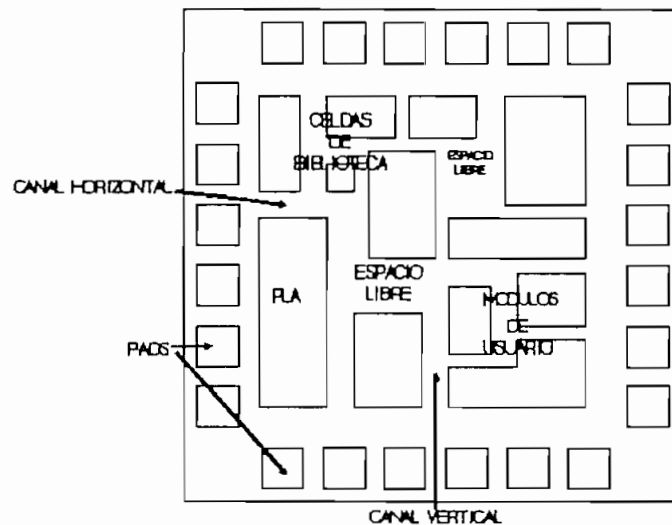 CELDAS
DE
BIBLIOTECA
ESPACIO
LIBRE
CANAL HORIZONTAL
ESPACIO
LIBRE
PLA
MODULOS
DE
USUARIO
PADS
CANAL VERTICAL